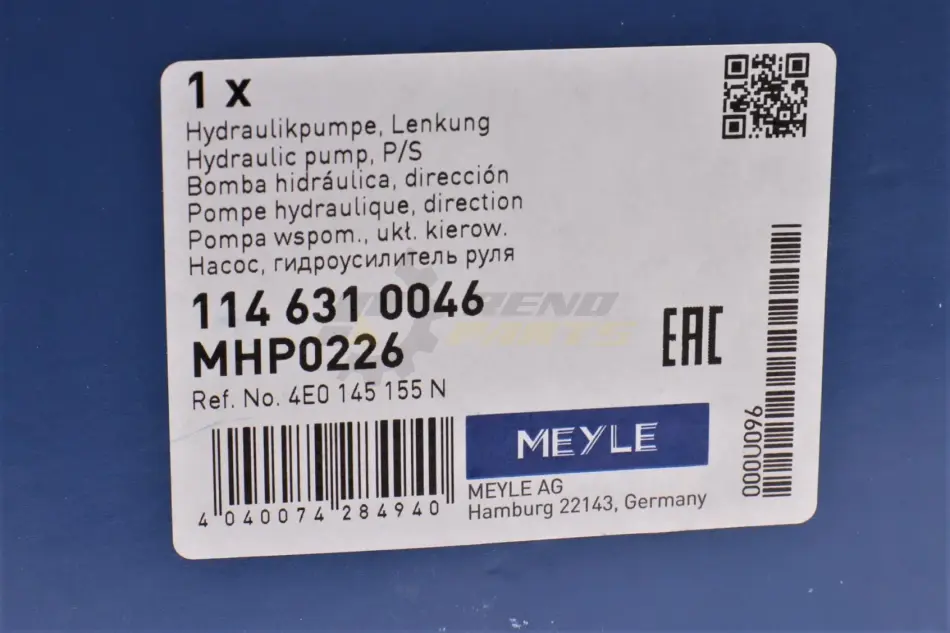 1 x
Hydraulikpumpe, Lenkung
Hydraulic pump, P/S
Bomba hidráulica, dirección
Pompe hydraulique, direction
Pompa wspom., ukł. kierow.
Насос, гидроусилитель руля
114 631 0046
MHP0226
Ref. No. 4E0 145 155 N
4 040074 284940
EAC
MEYLE
MEYLE AG
Hamburg 22143, Germany
000U096
TREND
PARTS